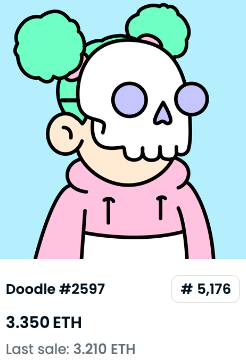 Doodle #2597
# 5,176
3.350 ETH
Last sale: 3.210 ETH